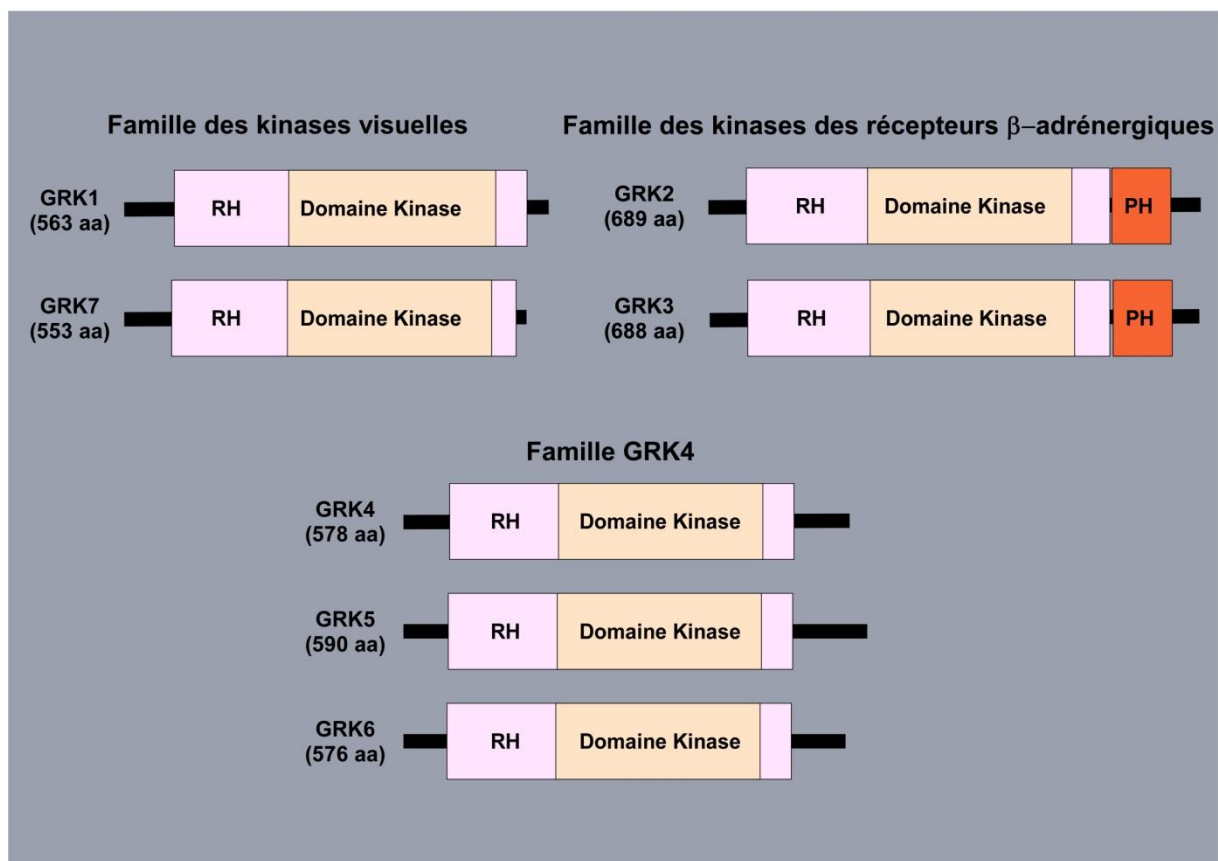 Famille des kinases visuelles
GRK1
(563 aa)
RH
Domaine Kinase
GRK7
(553 aa)
RH
Domaine Kinase
Famille des kinases des récepteurs β−adrénergiques
GRK2
(689 aa)
RH
Domaine Kinase
PH
GRK3
(688 aa)
RH
Domaine Kinase
PH
Famille GRK4
GRK4
(578 aa)
RH
Domaine Kinase
GRK5
(590 aa)
RH
Domaine Kinase
GRK6
(576 aa)
RH
Domaine Kinase